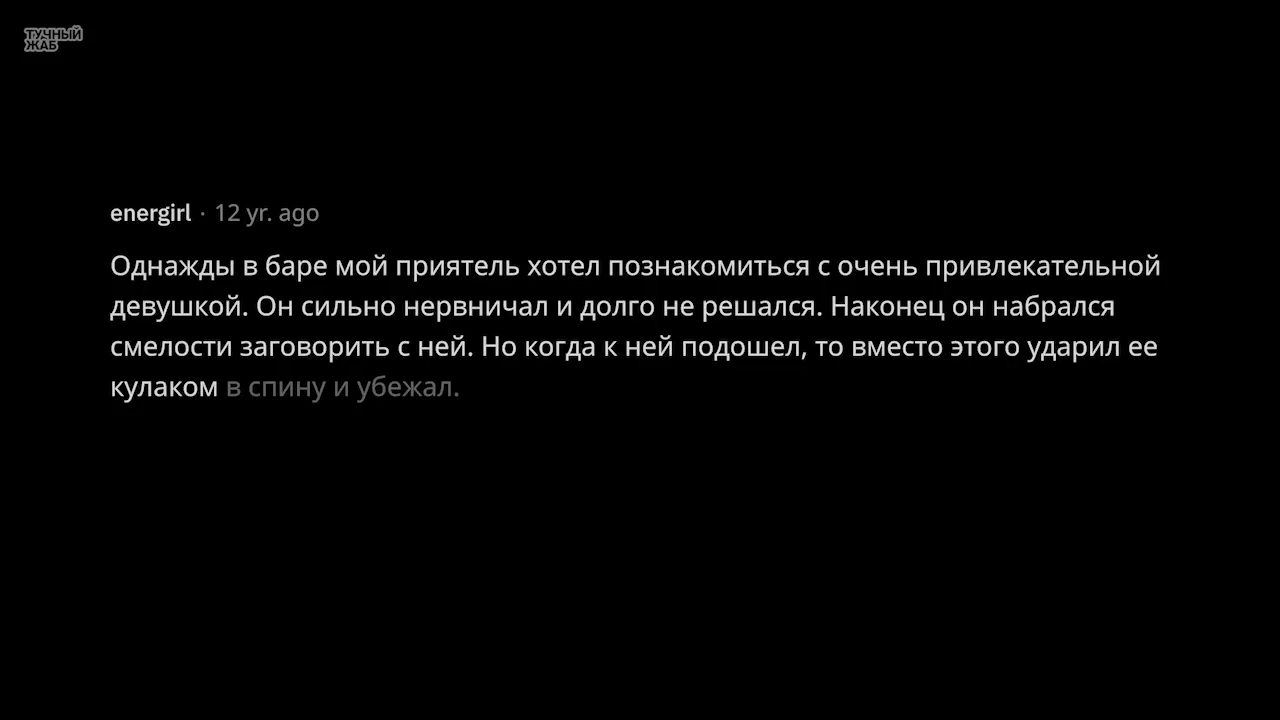 ТУЧНЫЙ
ЖАБ
energirl · 12 yr. ago
Однажды в баре мой приятель хотел познакомиться с очень привлекательной
девушкой. Он сильно нервничал и долго не решался. Наконец он набрался
смелости заговорить с ней. Но когда к ней подошел, то вместо этого ударил ее
кулаком в спину и убежал.